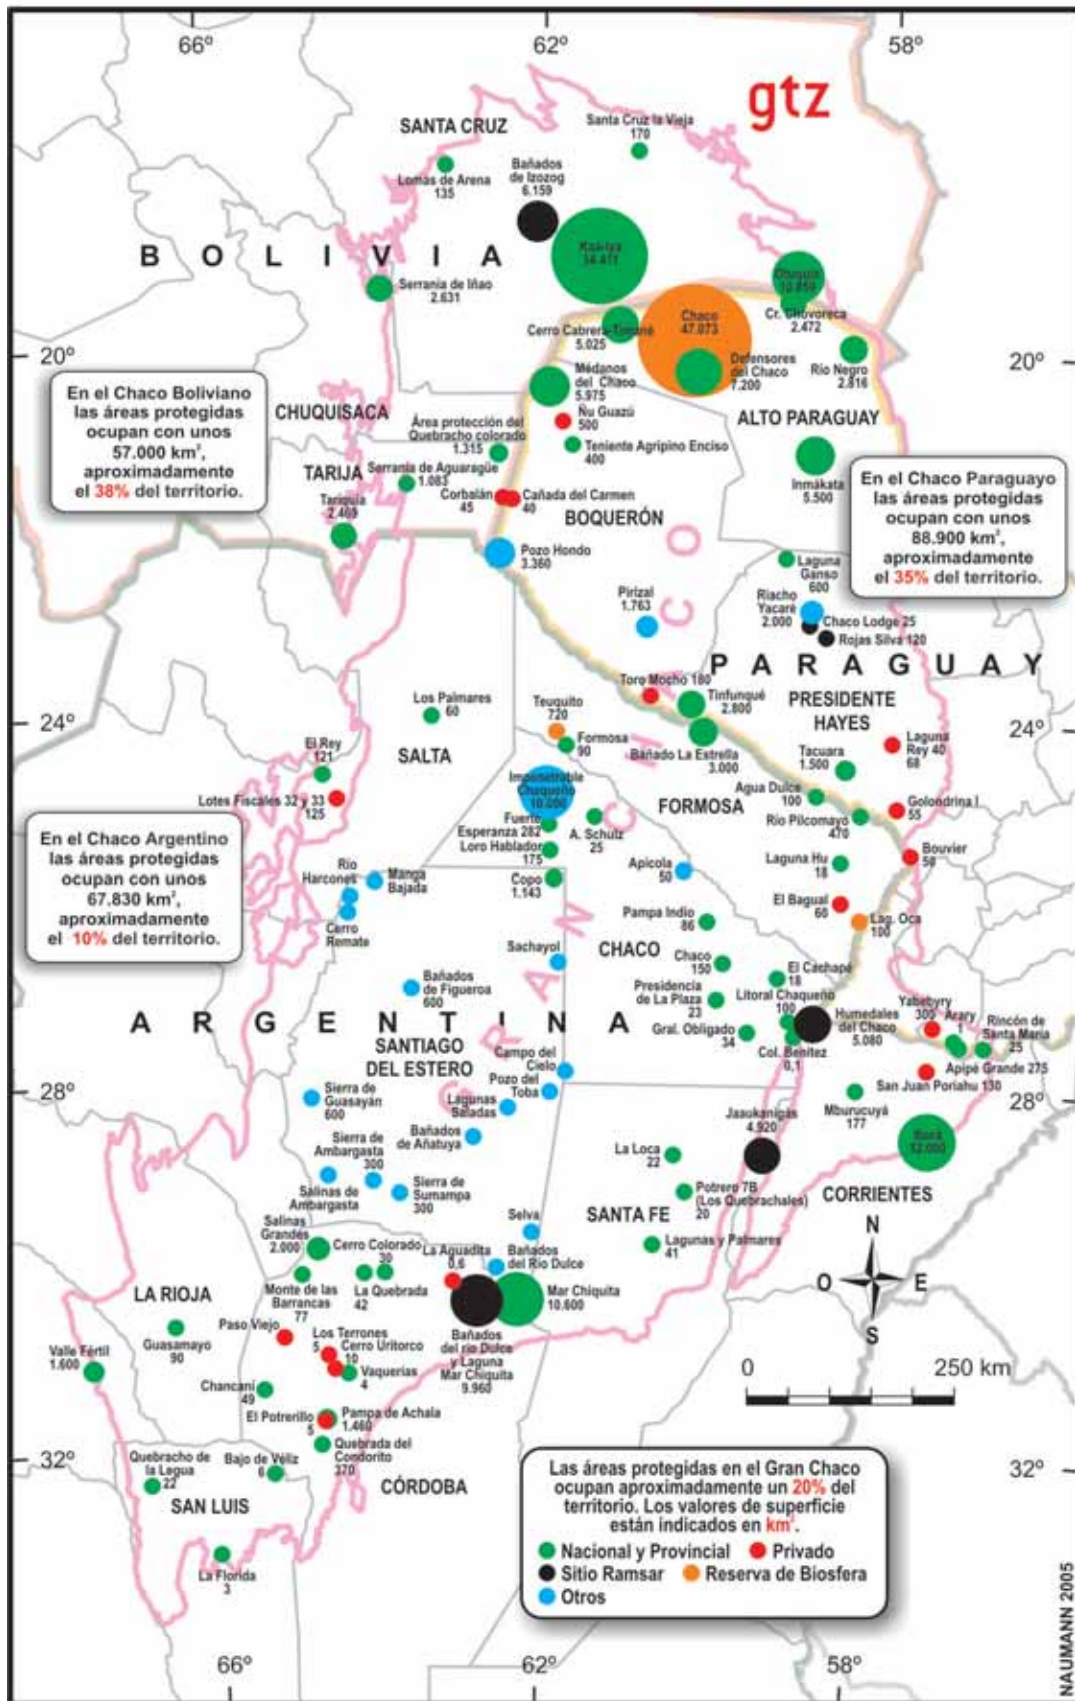 66º
62º
58º
gtz
SANTA CRUZ
Santa Cruz la Vieja
170
Lomas de Arena
135
Bañados
de Izozog
6.159
BOLIVIA
Serranía de Iñao
2.631
Cerro Cabrera-Timané
5.025
Chaco
47.073
Otuquis
Cr. Chovoreca
2.472
20º
20º
Médanos
del Chaco
5.975
Defensores
del Chaco
7.200
Río Negro
2.816
En el Chaco Boliviano
las áreas protegidas
ocupan con unos
57.000 km²,
aproximadamente
el 38% del territorio.
CHUQUISACA
Ñu Guazú
500
ALTO PARAGUAY
Área protección del
Quebracho colorado
1.315
Teniente Agripino Enciso
400
TARIJA
Serranía de Aguaragüe
1.083
Inmákata
5.500
En el Chaco Paraguayo
las áreas protegidas
ocupan con unos
88.900 km²,
aproximadamente
el 35% del territorio.
Tariquía
Corbalán
45
Cañada del Carmen
40
BOQUERÓN
Pozo Hondo
3.360
Laguna
Ganso
600
Pirizal
1.763
Riacho
Yacaré
2.000
Chaco Lodge 25
Rojas Silva 120
PARAGUAY
GRAN CHACO
Toro Mocho 180
Tinfunqué
2.800
PRESIDENTE
HAYES
Los Palmares
60
Teuquito
720
24º
24º
Formosa
90
Bañado La Estrella
3.000
Laguna
Rey 40
68
El Rey
121
SALTA
Tacuara
1.500
Impenetrable
Chaqueño
10.000
FORMOSA
Agua Dulce
100
Golondrina I
55
Lotes Fiscales 32 y 33
125
Fuerte
Esperanza 282
A. Schulz
25
Río Pilcomayo
470
En el Chaco Argentino
las áreas protegidas
ocupan con unos
67.830 km²,
aproximadamente
el 10% del territorio.
Loro Hablador
175
Apícola
50
Laguna Hu
18
Bouvier
50
Río
Harcones
Manga
Bajada
Copo
1.143
El Bagual
60
Cerro
Remate
Pampa Indio
86
Lag. Oca
100
CHACO
Sachayol
Chaco
150
El Cachapé
18
Bañados
de Figueroa
600
Presidencia
de La Plaza
23
Litoral Chaqueño
100
Yabebyry
300
Arary
1
Rincón de
Santa María
25
ARGENTINA
Gral. Obligado
34
Humedales
del Chaco
5.080
SANTIAGO
DEL ESTERO
Campo del
Cielo
Col. Benítez
0,1
Apipé Grande 275
San Juan Poriahu 130
28º
28º
Sierra de
Guasayán
600
Pozo del
Toba
Lagunas
Saladas
Mburucuyá
177
Bañados
de Añatuya
Jaaukanigás
4.920
Iberá
12.000
Sierra de
Ambargasta
300
La Loca
22
Salinas de
Ambargasta
Sierra de
Sumampa
300
Potrero 7B
(Los Quebrachales)
20
CORRIENTES
SANTA FE
Salinas
Grandes
2.000
Cerro Colorado
30
Selva
Lagunas y Palmares
41
La Aguadita
0,6
Bañados
del Río Dulce
N
O
E
S
LA RIOJA
Monte de las
Barrancas
77
La Quebrada
42
Mar Chiquita
10.600
Paso Viejo
Guasamayo
90
Los Terrones
5
Cerro Uritorco
10
Bañados
del río Dulce
y Laguna
Mar Chiquita
9.960
Valle Fértil
1.600
Vaquerías
4
0
250 km
Chancaní
49
El Potrerillo
5
Pampa de Achala
1.460
Quebrada del
Condorito
370
32º
32º
Quebracho de
la Legua
22
Bajo de Véliz
6
SAN LUIS
CÓRDOBA
La Florida
3
Las áreas protegidas en el Gran Chaco
ocupan aproximadamente un 20% del
territorio. Los valores de superficie
están indicados en km².
Nacional y Provincial
Privado
Sitio Ramsar
Reserva de Biosfera
Otros
66º
62º
58º
NAUMANN 2005